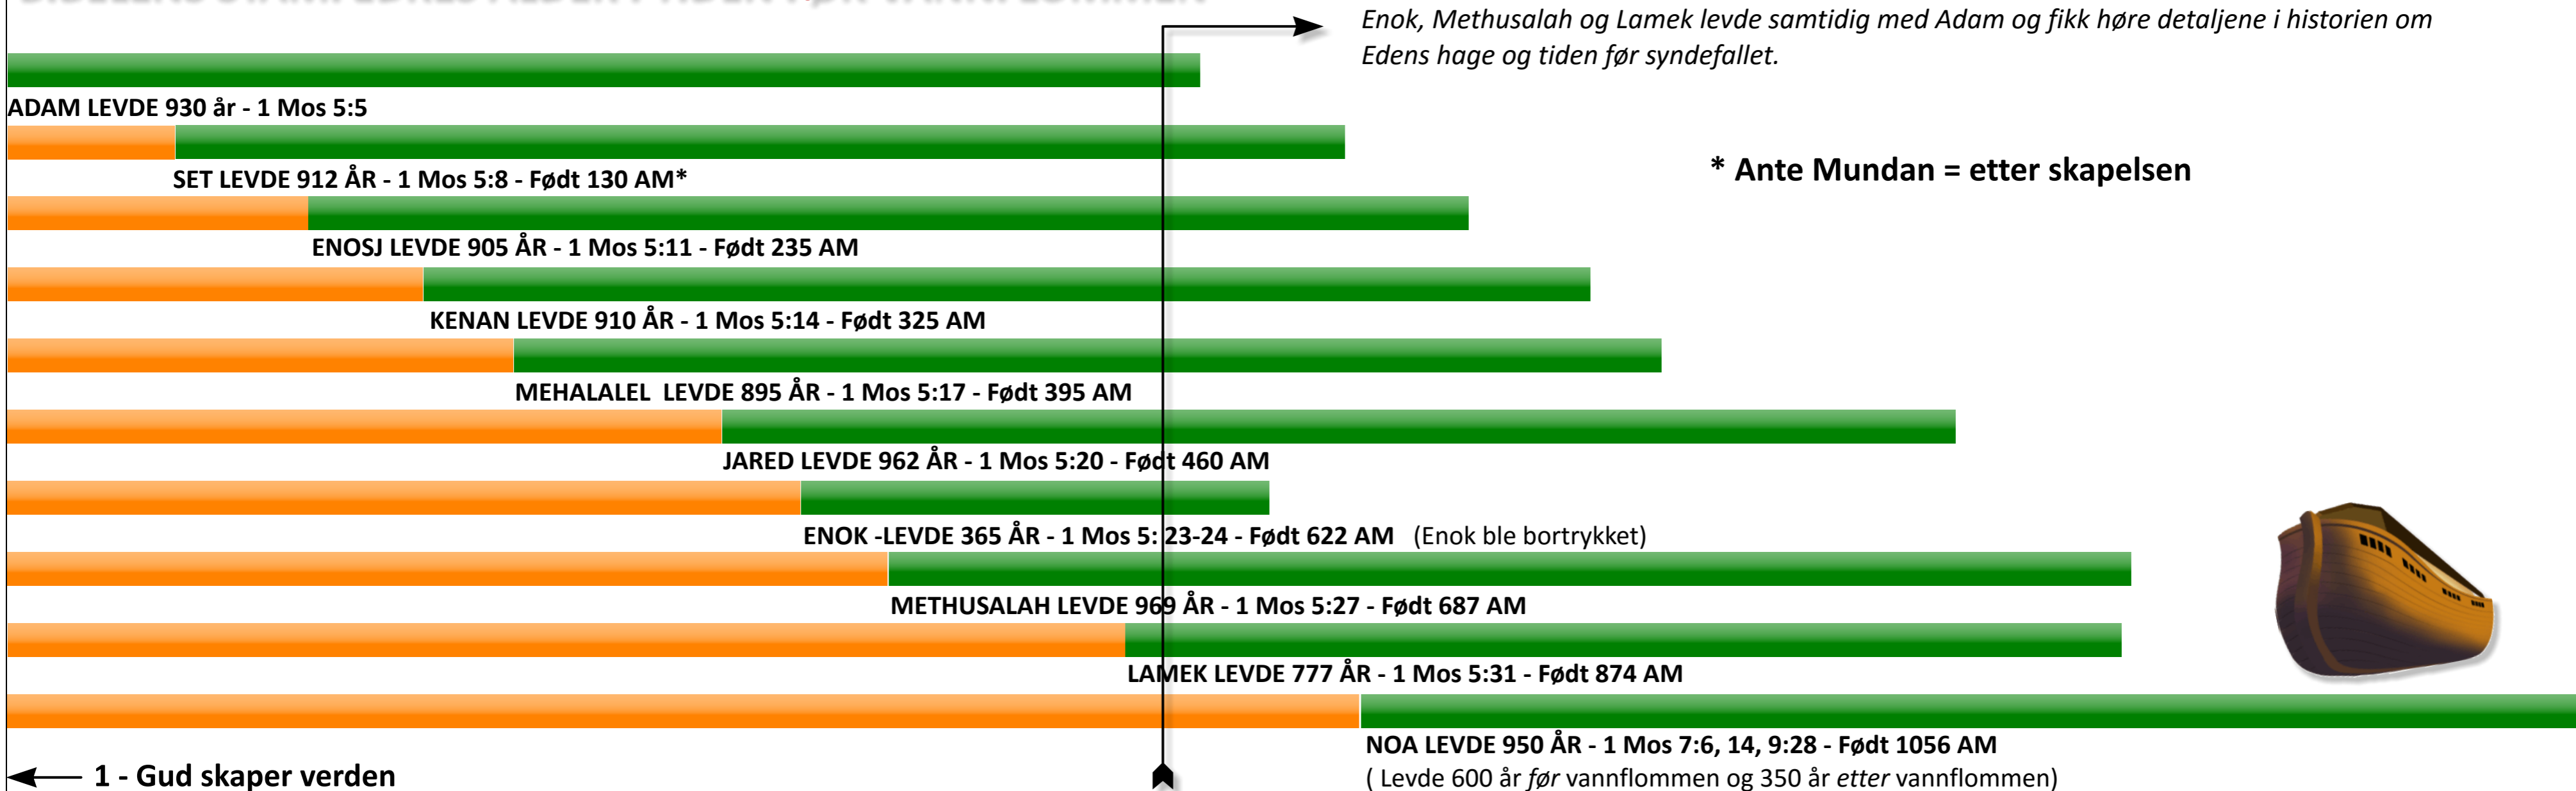 Enok, Methusalah og Lamek levde samtidig med Adam og fikk høre detaljene i historien om
Edens hage og tiden før syndefallet.
ADAM LEVDE 930 år - 1 Mos 5:5
SET LEVDE 912 ÅR - 1 Mos 5:8 - Født 130 AM*
* Ante Mundan = etter skapelsen
ENOSJ LEVDE 905 ÅR - 1 Mos 5:11 - Født 235 AM
KENAN LEVDE 910 ÅR - 1 Mos 5:14 - Født 325 AM
MEHALALEL LEVDE 895 ÅR - 1 Mos 5:17 - Født 395 AM
JARED LEVDE 962 ÅR - 1 Mos 5:20 - Født 460 AM
ENOK -LEVDE 365 ÅR - 1 Mos 5: 23-24 - Født 622 AM (Enok ble bortrykket)
METHUSALAH LEVDE 969 ÅR - 1 Mos 5:27 - Født 687 AM
LAMEK LEVDE 777 ÅR - 1 Mos 5:31 - Født 874 AM
NOA LEVDE 950 ÅR - 1 Mos 7:6, 14, 9:28 - Født 1056 AM
( Levde 600 år før vannflommen og 350 år etter vannflommen)
1 - Gud skaper verden